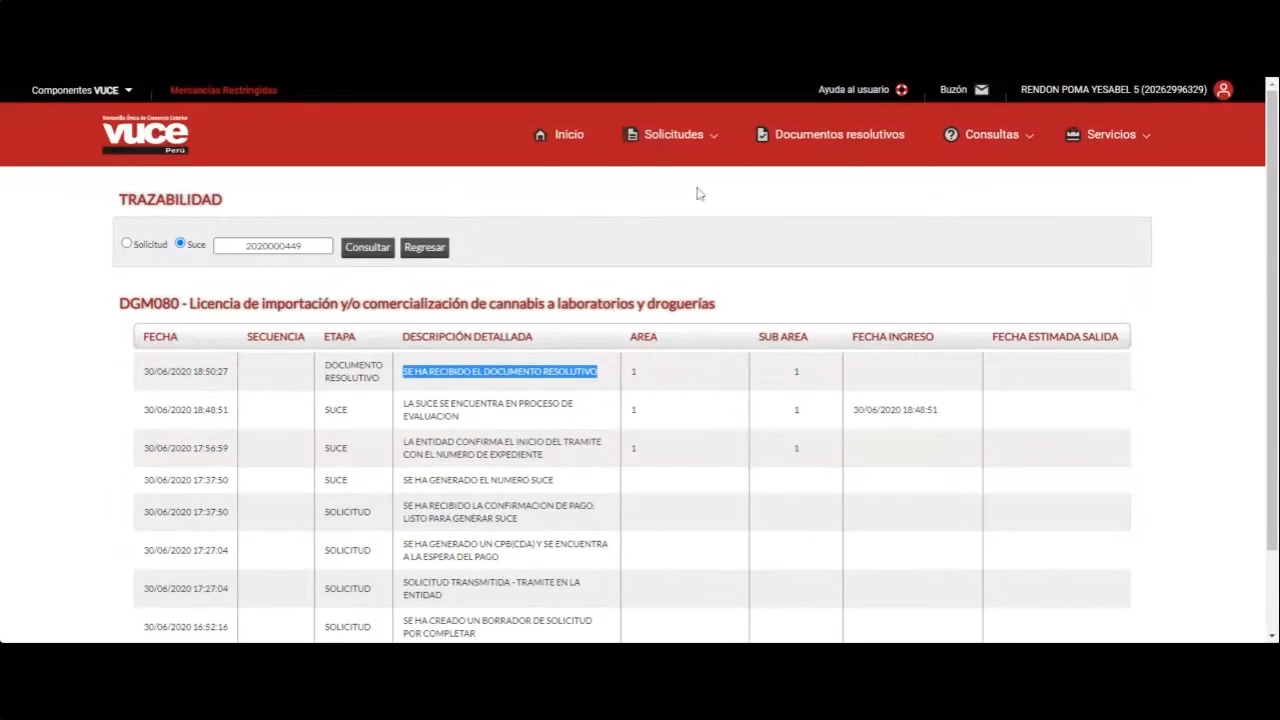 Componentes VUCE
Mercancías Restringidas
Ayuda al usuario
Buzón
RENDON POMA YESABEL 5 (20262996329)
Ventanilla Única de Comercio Exterior
vuce
Perú
Inicio
Solicitudes
Documentos resolutivos
Consultas
Servicios
TRAZABILIDAD
Solicitud
Suce
2020000449
Consultar
Regresar
DGM080 - Licencia de importación y/o comercialización de cannabis a laboratorios y droguerías
FECHA SECUENCIA ETAPA DESCRIPCIÓN DETALLADA AREA SUB AREA FECHA INGRESO FECHA ESTIMADA SALIDA
30/06/2020 18:50:27
DOCUMENTO
RESOLUTIVO
SE HA RECIBIDO EL DOCUMENTO RESOLUTIVO
1
1
30/06/2020 18:48:51
SUCE
LA SUCE SE ENCUENTRA EN PROCESO DE
EVALUACION
1
1
30/06/2020 18:48:51
30/06/2020 17:56:59
SUCE
LA ENTIDAD CONFIRMA EL INICIO DEL TRAMITE
CON EL NUMERO DE EXPEDIENTE
1
1
30/06/2020 17:37:50
SUCE
SE HA GENERADO EL NUMERO SUCE
30/06/2020 17:37:50
SOLICITUD
SE HA RECIBIDO LA CONFIRMACION DE PAGO,
LISTO PARA GENERAR SUCE
30/06/2020 17:27:04
SOLICITUD
SE HA GENERADO UN CPB(CDA) Y SE ENCUENTRA
A LA ESPERA DEL PAGO
30/06/2020 17:27:04
SOLICITUD
SOLICITUD TRANSMITIDA - TRAMITE EN LA
ENTIDAD
30/06/2020 16:52:16
SOLICITUD
SE HA CREADO UN BORRADOR DE SOLICITUD
POR COMPLETAR